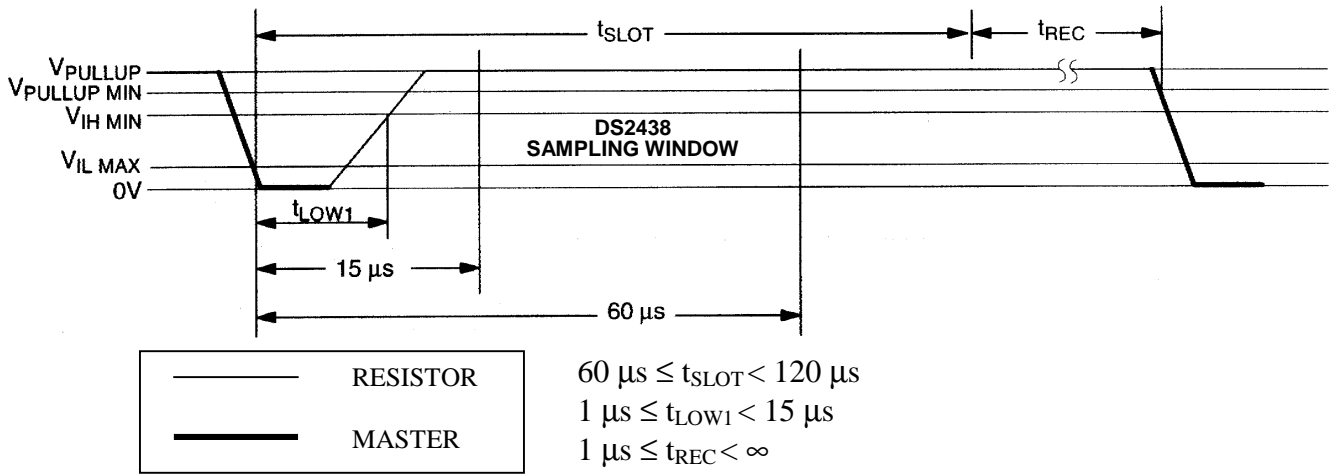 tSLOT
tREC
VPULLUP
VPULLUP MIN
VIH MIN
VIL MAX
0V
DS2438
SAMPLING WINDOW
tLOW1
15 µs
60 µs
RESISTOR
MASTER
60 µs ≤ tSLOT < 120 µs
1 µs ≤ tLOW1 < 15 µs
1 µs ≤ tREC < ∞